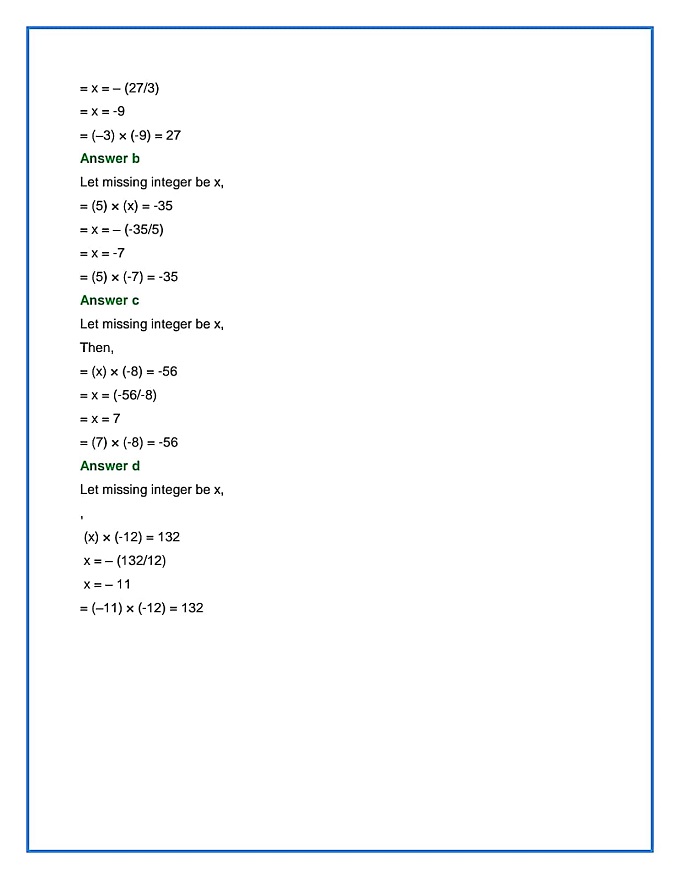 = x = – (27/3)
= x = -9
= (–3) × (-9) = 27
Answer b
Let missing integer be x,
= (5) × (x) = -35
= x = – (-35/5)
= x = -7
= (5) × (-7) = -35
Answer c
Let missing integer be x,
Then,
= (x) × (-8) = -56
= x = (-56/-8)
= x = 7
= (7) × (-8) = -56
Answer d
Let missing integer be x,
,
(x) × (-12) = 132
x = – (132/12)
x = – 11
= (–11) × (-12) = 132